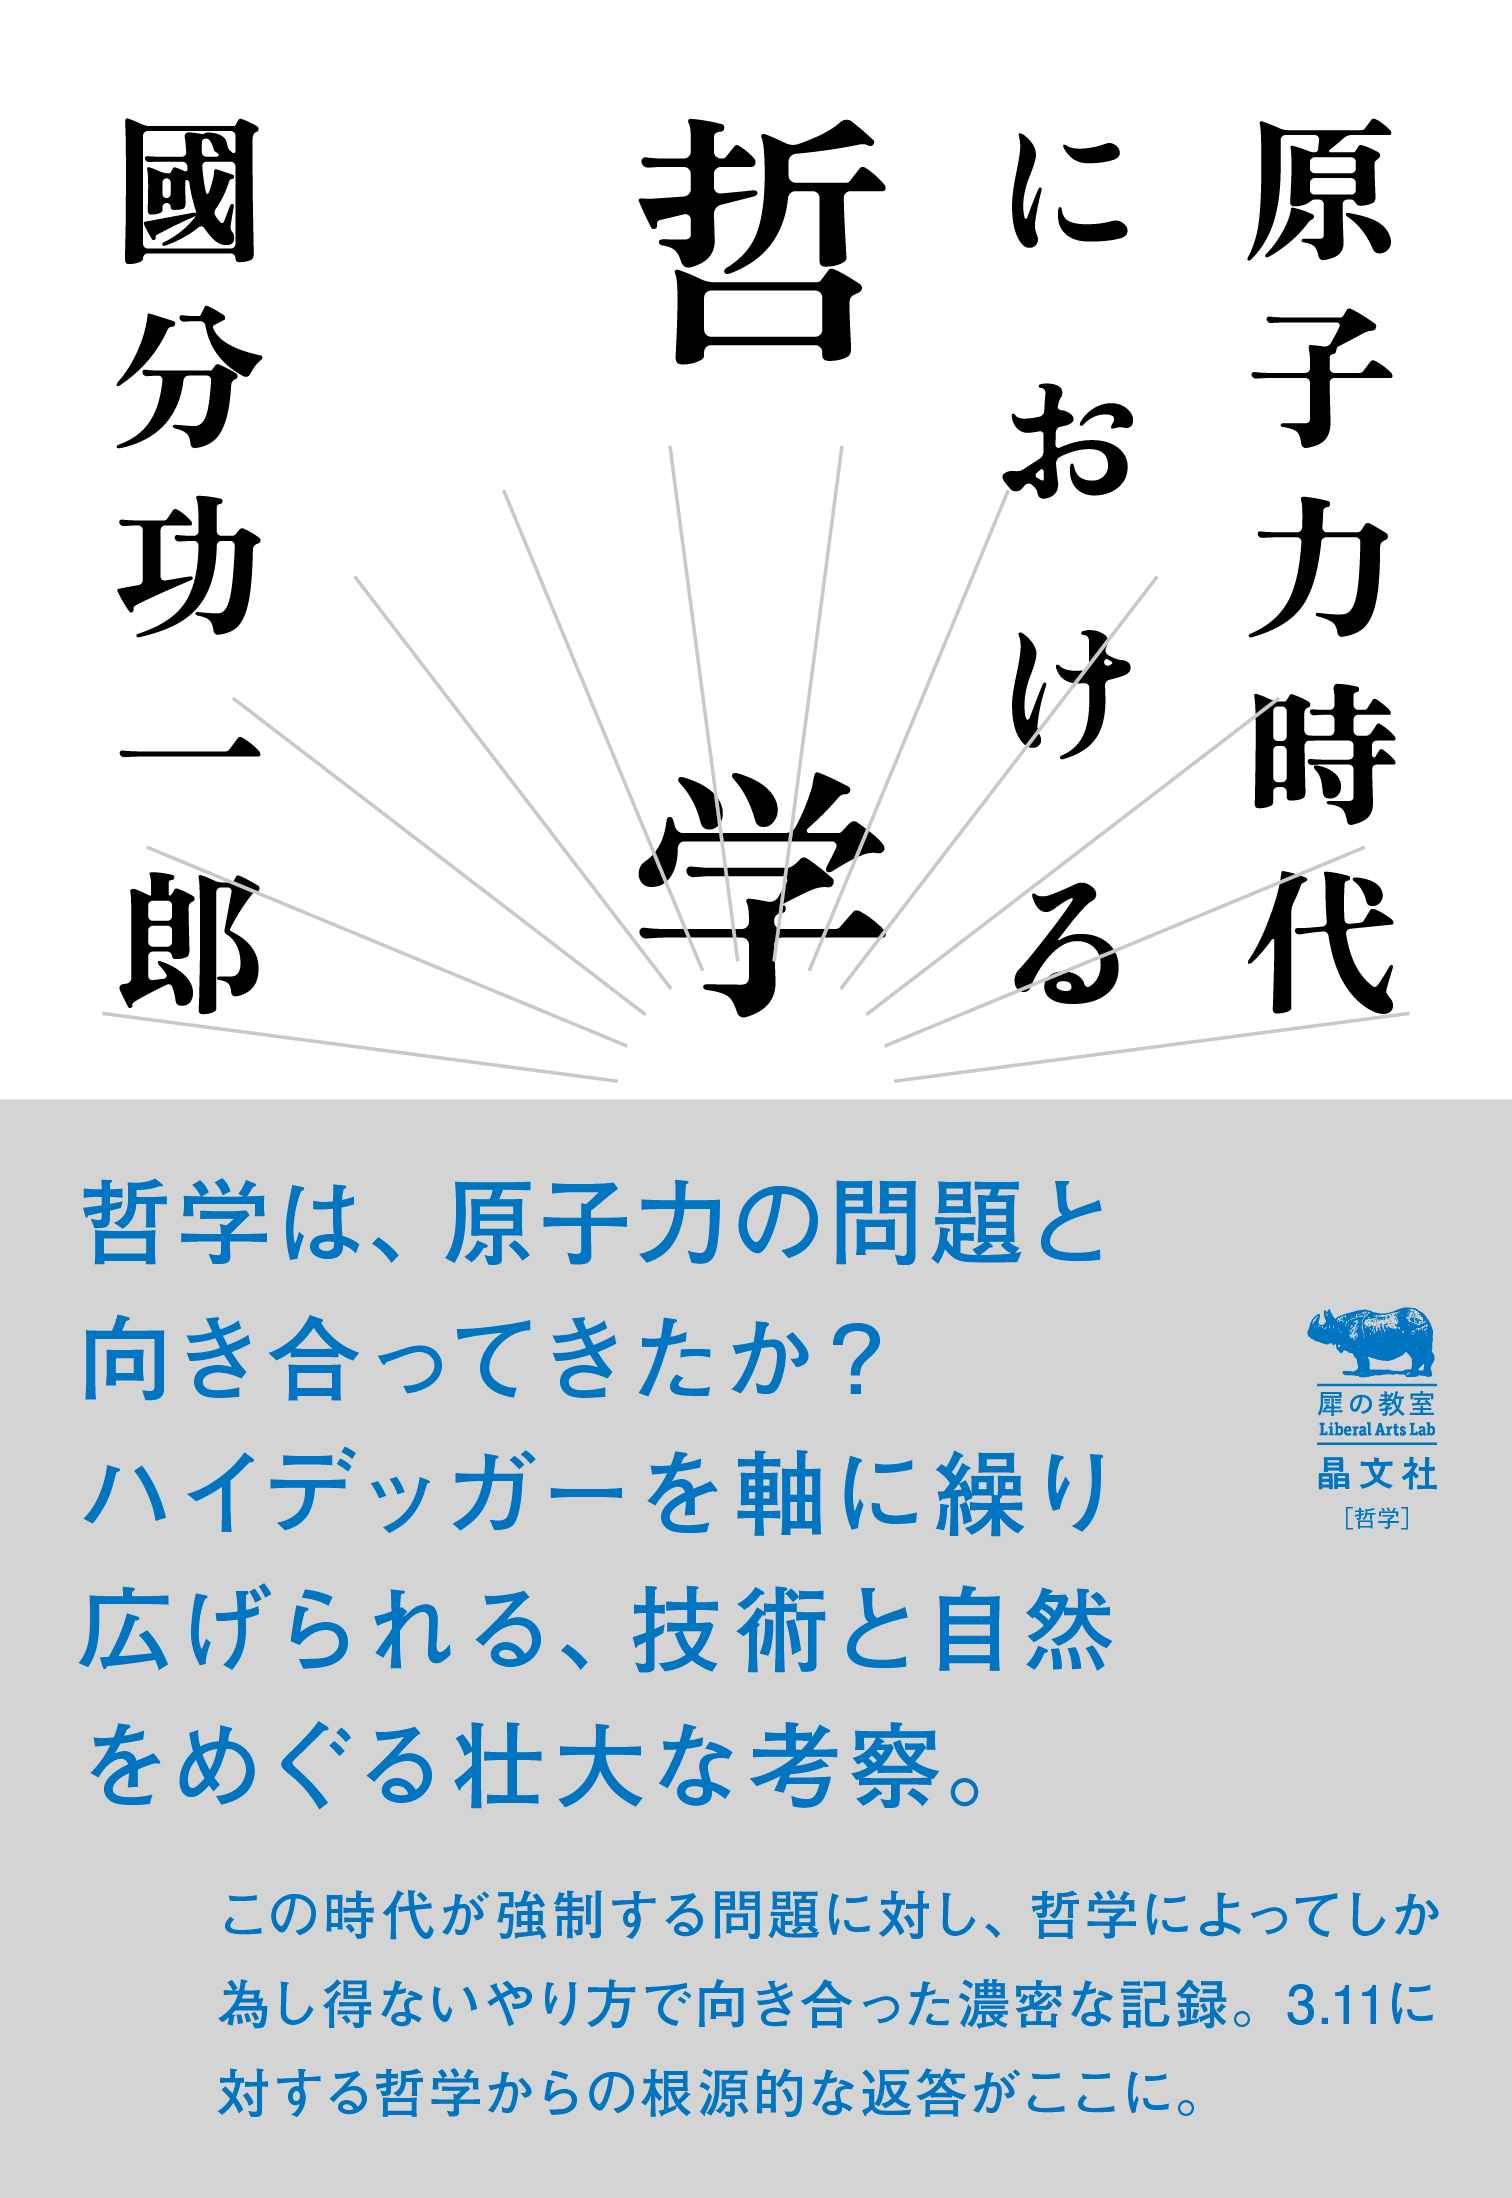 原子力時代
における
哲学
國分功一郎
哲学は、原子力の問題と
向き合ってきたか？
ハイデッガーを軸に繰り
広げられる、技術と自然
をめぐる壮大な考察。
犀の教室
Liberal Arts Lab
晶文社
［哲学］
この時代が強制する問題に対し、哲学によってしか
為し得ないやり方で向き合った濃密な記録。3.11に
対する哲学からの根源的な返答がここに。